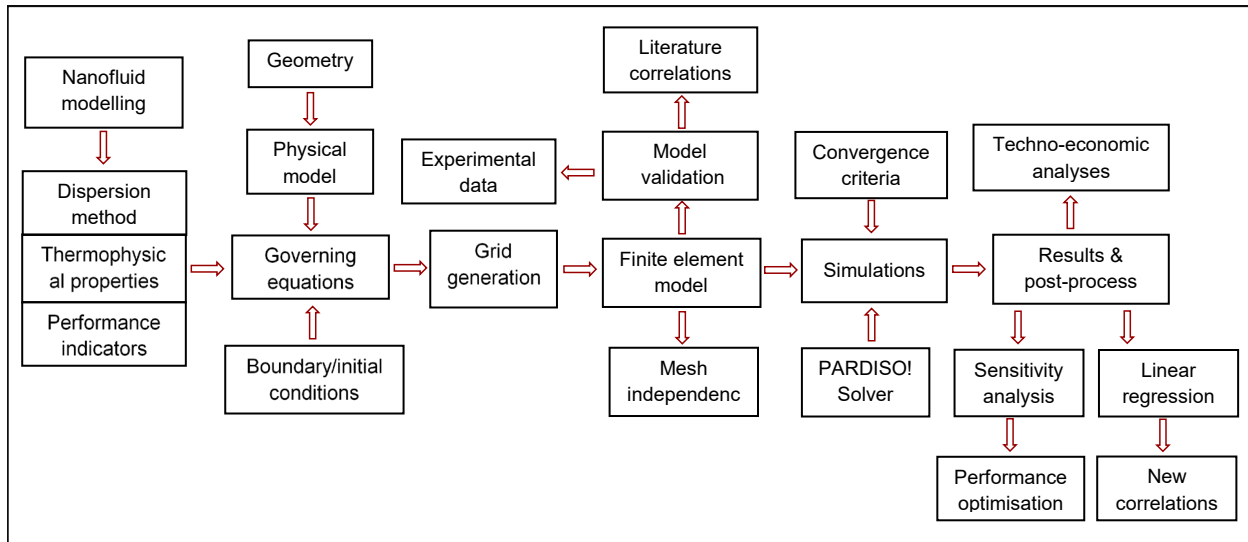 Nanofluid
modelling
Dispersion
method
Thermophysic
al properties
Performance
indicators
Geometry
Physical
model
Governing
equations
Boundary/initial
conditions
Grid
generation
Literature
correlations
Experimental
data
Model
validation
Finite element
model
Mesh
independenc
Convergence
criteria
Simulations
PARDISO!
Solver
Techno-economic
analyses
Results &
post-process
Sensitivity
analysis
Linear
regression
Performance
optimisation
New
correlations